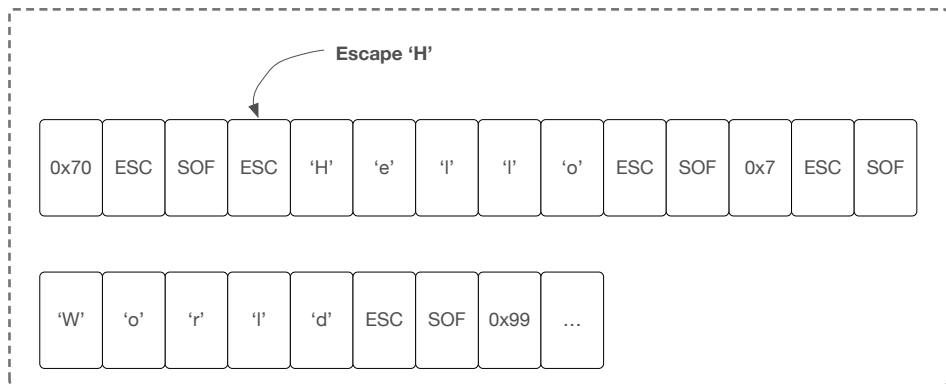 Escape ‘H’
0x70 ESC SOF ESC ‘H’ ‘e’ ‘l’ ‘l’ ‘o’ ESC SOF 0x7 ESC SOF
‘W’ ‘o’ ‘r’ ‘l’ ‘d’ ESC SOF 0x99 …